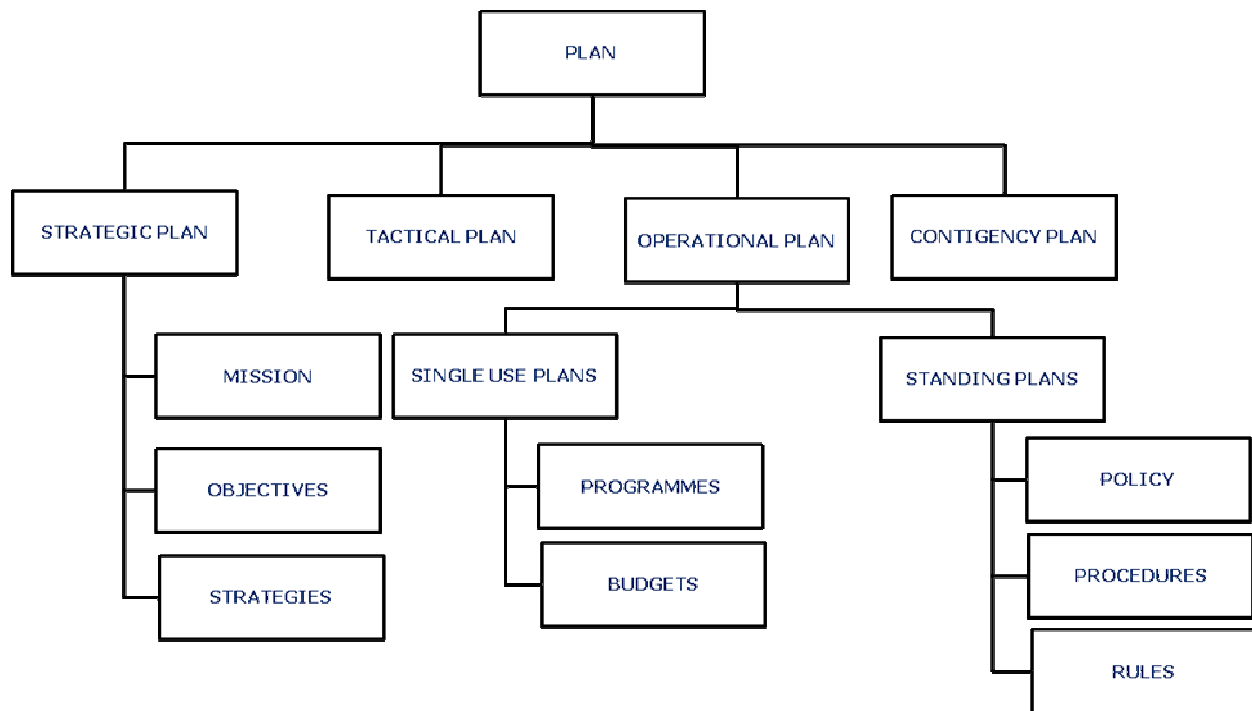 PLAN
STRATEGIC PLAN
TACTICAL PLAN
OPERATIONAL PLAN
CONTIGENCY PLAN
MISSION
SINGLE USE PLANS
STANDING PLANS
OBJECTIVES
PROGRAMMES
POLICY
STRATEGIES
BUDGETS
PROCEDURES
RULES